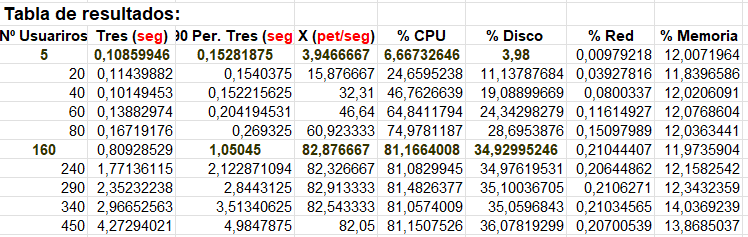 Tabla de resultados:
Nº Usuariros Tres (seg) 90 Per. Tres (seg X (pet/seg) % CPU % Disco % Red % Memoria
5 0,10859946 0,15281875 3,9466667 6,66732646 3,98 0,00979218 12,0071964
20 0,11439882 0,1540375 15,876667 24,6595238 11,13787684 0,03927816 11,8396586
40 0,10149453 0,152215625 32,31 46,7626639 19,08899669 0,0800337 12,0206091
60 0,13882974 0,204194531 46,64 64,8411794 24,34298279 0,11614927 12,0768604
80 0,16719176 0,269325 60,923333 74,9781187 28,6953876 0,15097989 12,0363441
160 0,80928529 1,05045 82,876667 81,1664008 34,92995246 0,21044407 11,9735904
240 1,77136115 2,122871094 82,326667 81,0829945 34,97619531 0,20644862 12,1582542
290 2,35232238 2,8443125 82,913333 81,4826377 35,10036705 0,2106271 12,3432359
340 2,96652563 3,51340625 82,543333 81,0574009 35,0596843 0,21034565 14,0369239
450 4,27294021 4,9847875 82,05 81,1507526 36,07819299 0,20700539 13,8685037